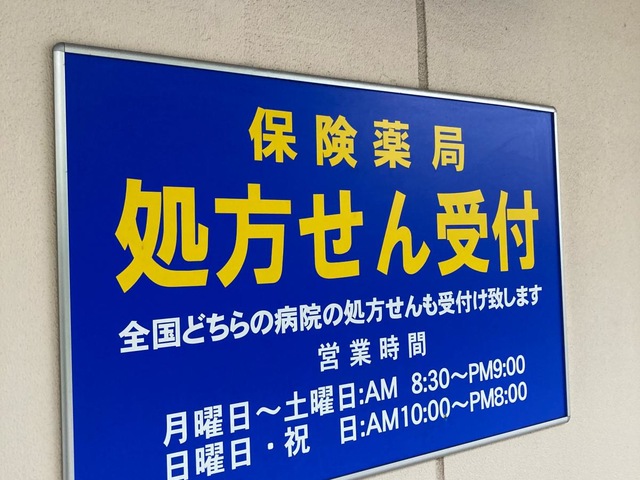 保険薬局
処方せん受付
全国どちらの病院の処方せんも受付け致します
営業時間
月曜日～土曜日:AM 8:30～PM9:00
日曜日・祝　日:AM10:00～PM8:00